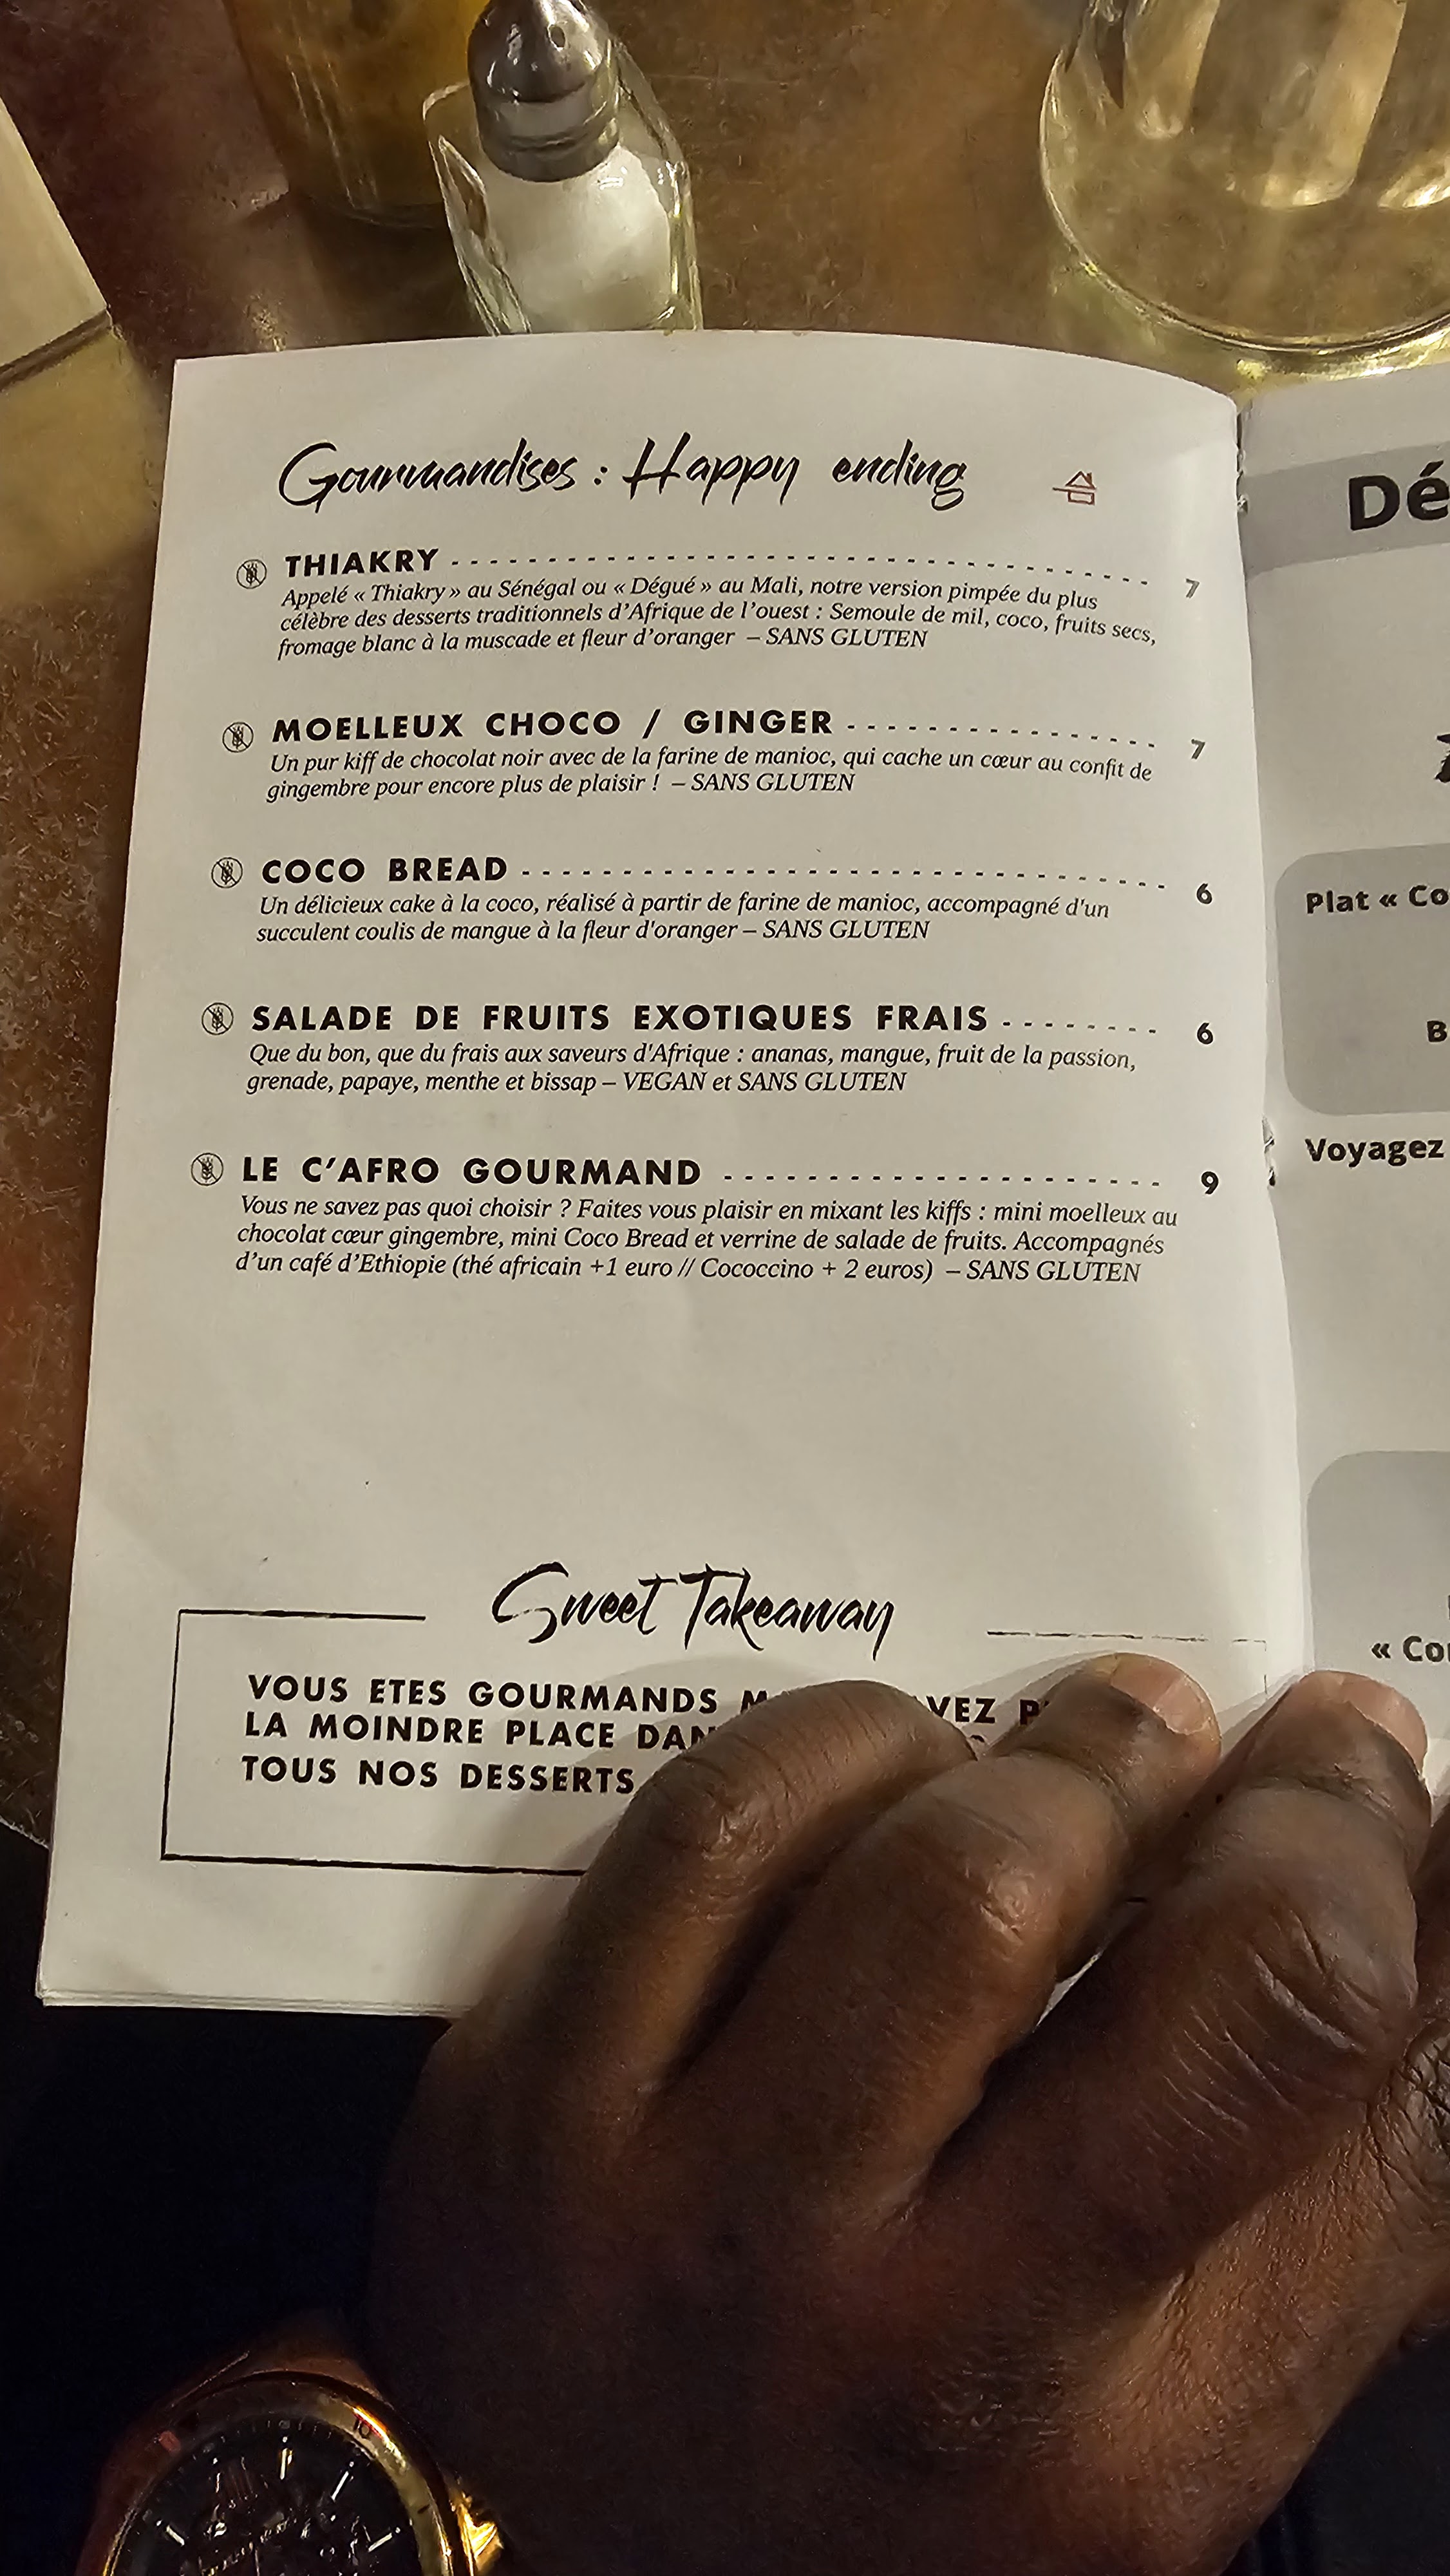 Gourmandises : Happy ending
THIAKRY 7
Appelé « Thiakry » au Sénégal ou « Dégué » au Mali, notre version pimpée du plus
célèbre des desserts traditionnels d'Afrique de l'ouest : Semoule de mil, coco, fruits secs,
fromage blanc à la muscade et fleur d'oranger – SANS GLUTEN
MOELLEUX CHOCO / GINGER 7
Un pur kiff de chocolat noir avec de la farine de manioc, qui cache un cœur au confit de
gingembre pour encore plus de plaisir ! – SANS GLUTEN
COCO BREAD 6
Un délicieux cake à la coco, réalisé à partir de farine de manioc, accompagné d'un
succulent coulis de mangue à la fleur d'oranger – SANS GLUTEN
SALADE DE FRUITS EXOTIQUES FRAIS 6
Que du bon, que du frais aux saveurs d'Afrique : ananas, mangue, fruit de la passion,
grenade, papaye, menthe et bissap – VEGAN et SANS GLUTEN
LE C'AFRO GOURMAND 9
Vous ne savez pas quoi choisir ? Faites vous plaisir en mixant les kiffs : mini moelleux au
chocolat cœur gingembre, mini Coco Bread et verrine de salade de fruits. Accompagnés
d'un café d'Ethiopie (thé africain +1 euro // Cococcino + 2 euros) – SANS GLUTEN
Sweet Takeaway
VOUS ETES GOURMANDS
LA MOINDRE PLACE
TOUS NOS DESSERTS
Dé
Plat « Co
B
Voyagez
« Co
10